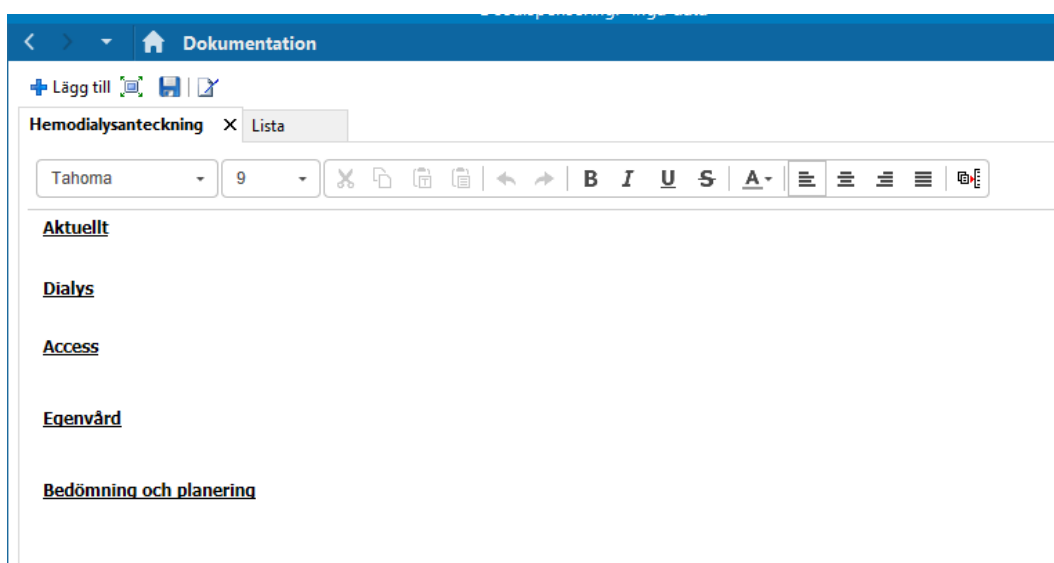 Dokumentation
Lägg till
Hemodialysanteckning X Lista
Tahoma 9 B I U S A
Aktuellt
Dialys
Access
Egenvård
Bedömning och planering